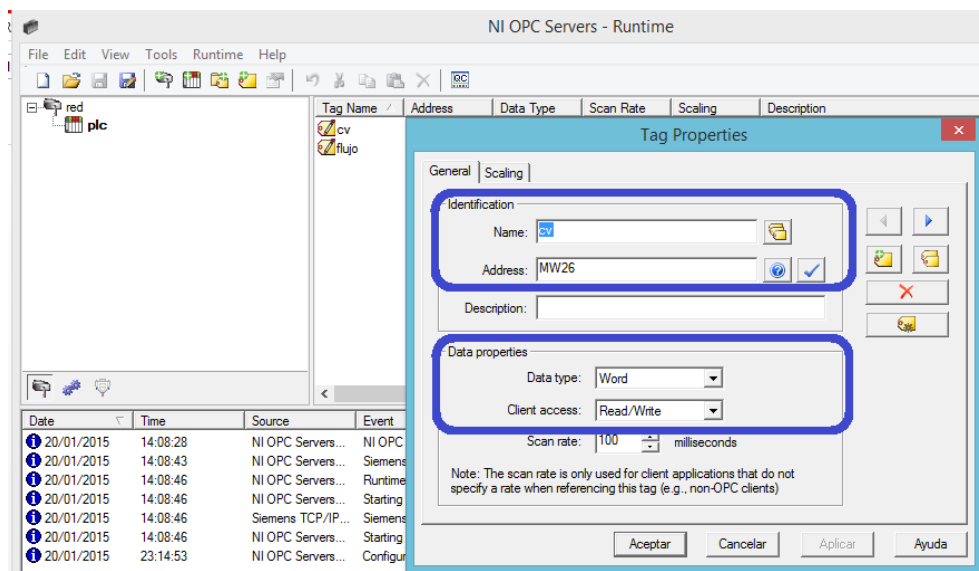 NI OPC Servers - Runtime
File Edit View Tools Runtime Help
red
plc
Tag Name Address Data Type Scan Rate Scaling Description
cv
flujo
Tag Properties
General Scaling
Identification
Name: cv
Address: MW26
Description:
Data properties
Data type: Word
Client access: Read/Write
Scan rate: 100 milliseconds
Note: The scan rate is only used for client applications that do not
specify a rate when referencing this tag (e.g., non-OPC clients)
Aceptar Cancelar Aplicar Ayuda
Date Time Source Event
20/01/2015 14:08:28 NI OPC Servers... NI OPC
20/01/2015 14:08:43 NI OPC Servers... Siemens
20/01/2015 14:08:46 NI OPC Servers... Runtime
20/01/2015 14:08:46 NI OPC Servers... Starting
20/01/2015 14:08:46 Siemens TCP/IP... Siemens
20/01/2015 14:08:46 NI OPC Servers... Starting
20/01/2015 23:14:53 NI OPC Servers... Configur